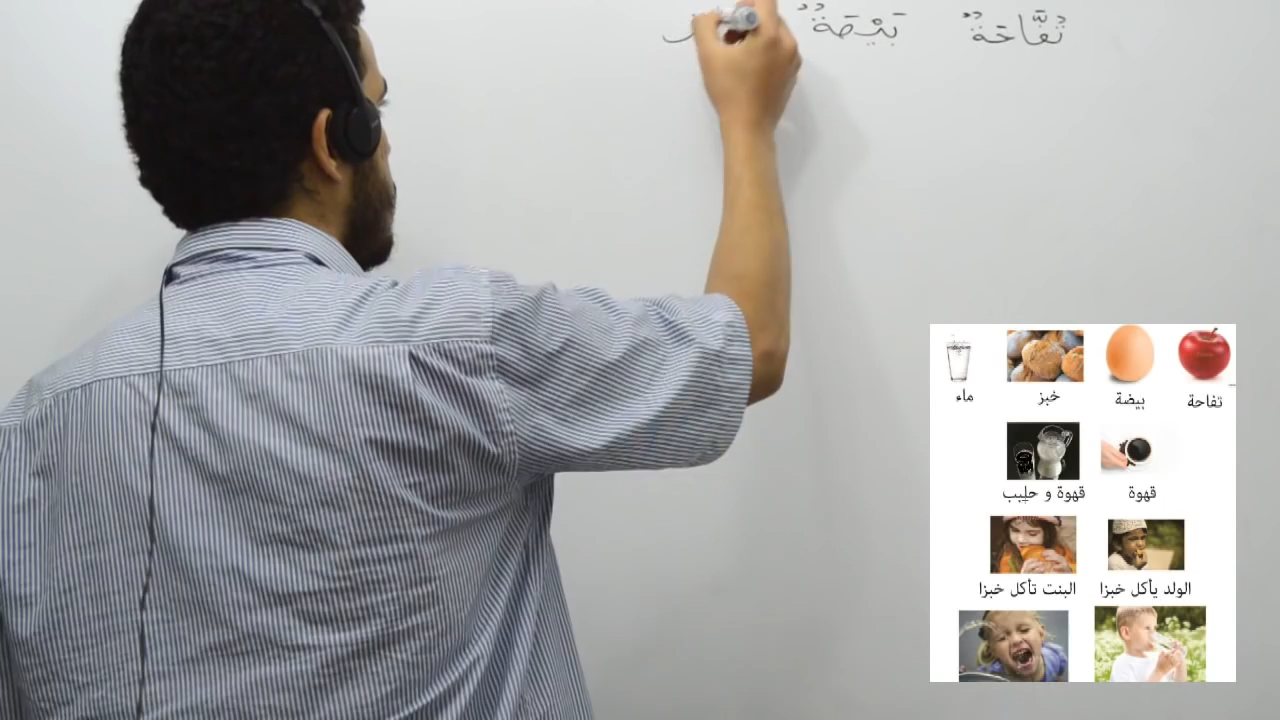 تُفَّاحَةٌ بَيْضَةٌ
تفاحة بيضة خبز ماء
قهوة قهوة و حليب
الولد يأكل خبزا البنت تأكل خبزا